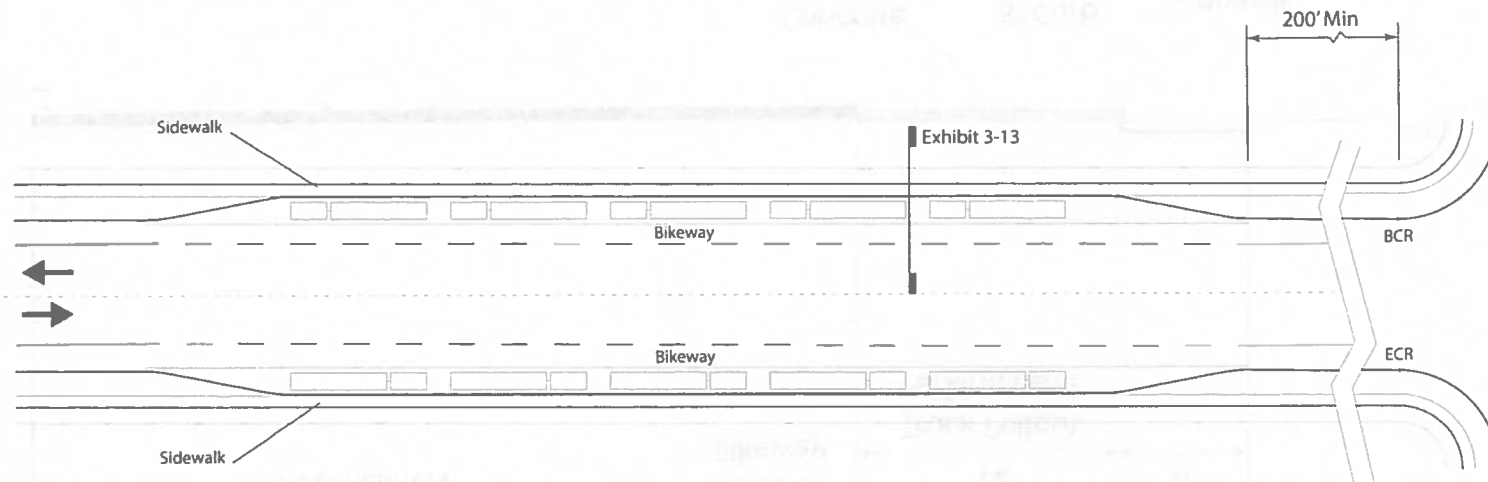 200' Min
Sidewalk
Exhibit 3-13
Bikeway
BCR
Bikeway
ECR
Sidewalk